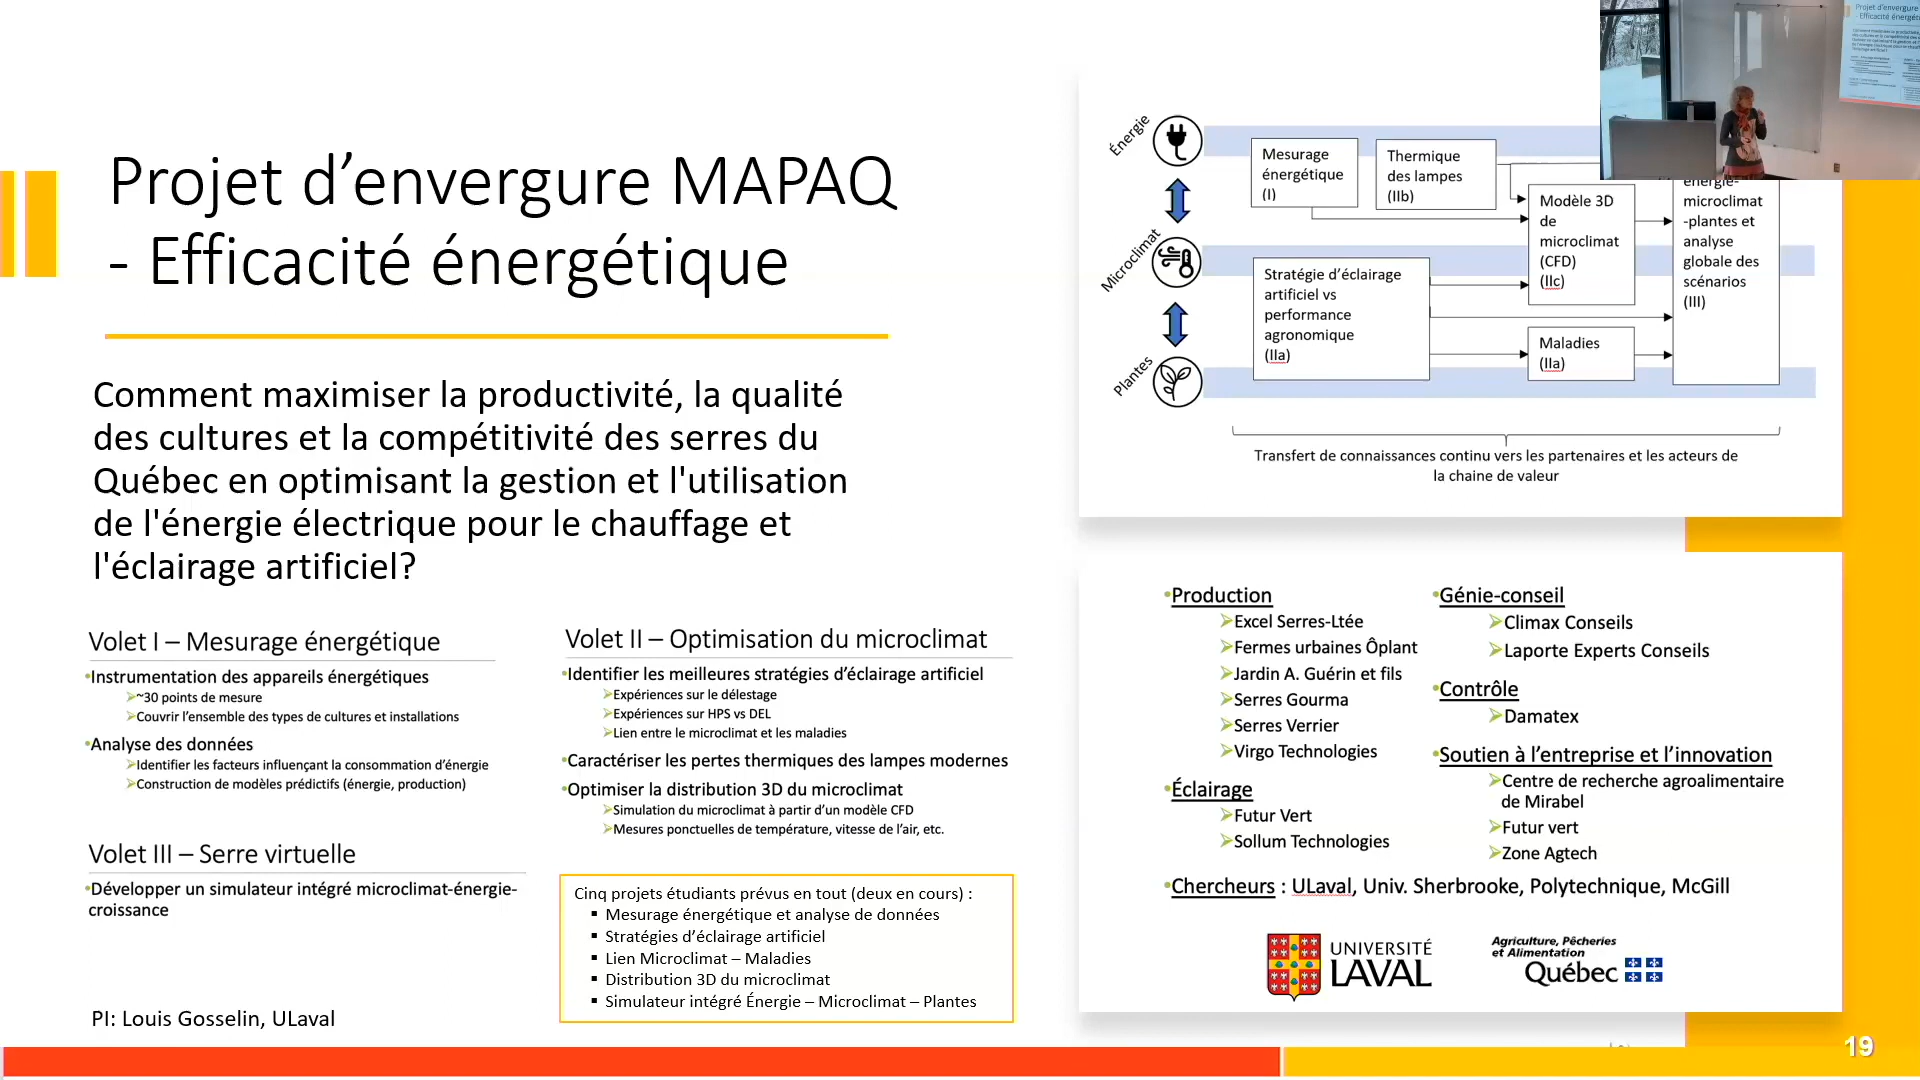 Projet d’envergure MAPAQ
- Efficacité énergétique
Comment maximiser la productivité, la qualité
des cultures et la compétitivité des serres du
Québec en optimisant la gestion et l'utilisation
de l'énergie électrique pour le chauffage et
l'éclairage artificiel?
Volet I – Mesurage énergétique
•Instrumentation des appareils énergétiques
➢~30 points de mesure
➢Couvrir l’ensemble des types de cultures et installations
•Analyse des données
➢Identifier les facteurs influençant la consommation d’énergie
➢Construction de modèles prédictifs (énergie, production)
Volet III – Serre virtuelle
•Développer un simulateur intégré microclimat-énergie-
croissance
PI: Louis Gosselin, ULaval
Volet II – Optimisation du microclimat
•Identifier les meilleures stratégies d’éclairage artificiel
➢Expériences sur le délestage
➢Expériences sur HPS vs DEL
➢Lien entre le microclimat et les maladies
•Caractériser les pertes thermiques des lampes modernes
•Optimiser la distribution 3D du microclimat
➢Simulation du microclimat à partir d’un modèle CFD
➢Mesures ponctuelles de température, vitesse de l’air, etc.
Cinq projets étudiants prévus en tout (deux en cours) :
▪ Mesurage énergétique et analyse de données
▪ Stratégies d’éclairage artificiel
▪ Lien Microclimat – Maladies
▪ Distribution 3D du microclimat
▪ Simulateur intégré Énergie – Microclimat – Plantes
Énergie
Microclimat
Plantes
Mesurage
énergétique
(I)
Thermique
des lampes
(IIb)
Stratégie d’éclairage
artificiel vs
performance
agronomique
(IIa)
Modèle 3D
de
microclimat
(CFD)
(IIc)
Maladies
(IIa)
énergie-
microclimat
-plantes et
analyse
globale des
scénarios
(III)
Transfert de connaissances continu vers les partenaires et les acteurs de
la chaine de valeur
•Production
➢Excel Serres-Ltée
➢Fermes urbaines Ôplant
➢Jardin A. Guérin et fils
➢Serres Gourma
➢Serres Verrier
➢Virgo Technologies
•Éclairage
➢Futur Vert
➢Sollum Technologies
•Génie-conseil
➢Climax Conseils
➢Laporte Experts Conseils
•Contrôle
➢Damatex
•Soutien à l’entreprise et l’innovation
➢Centre de recherche agroalimentaire
de Mirabel
➢Futur vert
➢Zone Agtech
•Chercheurs : ULaval, Univ. Sherbrooke, Polytechnique, McGill
UNIVERSITÉ
LAVAL
Agriculture, Pêcheries
et Alimentation
Québec
19
Projet d'envergure
- Efficacité énergét